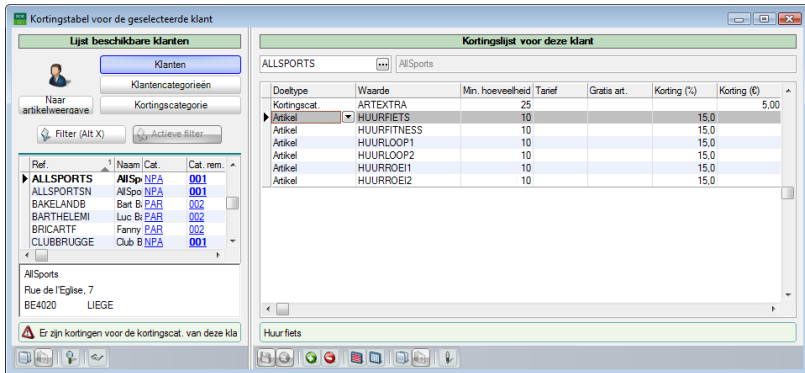 Kortingstabel voor de geselecteerde klant
Lijst beschikbare klanten
Klanten
Klantencategorieën
Naar artikelweergave
Kortingscategorie
Filter (Alt X)
Actieve filter
Ref. 1 Naam Cat. Cat. rem.
ALLSPORTS AllSp NPA 001
ALLSPORTSN AllSpo NPA 001
BAKELANDB Bart B PAR 002
BARTHELEMI Luc Ba PAR 002
BRICARTF Fanny PAR 002
CLUBBRUGGE Club B NPA 001
AllSports
Rue de l'Eglise, 7
BE4020 LIEGE
Er zijn kortingen voor de kortingscat. van deze kla
Kortingslijst voor deze klant
ALLSPORTS ... AllSports
Doeltype Waarde Min. hoeveelheid Tarief Gratis art. Korting (%) Korting (€)
Kortingscat. ARTEXTRA 25 5,00
Artikel HUURFIETS 10 15,0
Artikel HUURFITNESS 10 15,0
Artikel HUURLOOP1 10 15,0
Artikel HUURLOOP2 10 15,0
Artikel HUURROEI1 10 15,0
Artikel HUURROEI2 10 15,0
Huur fiets